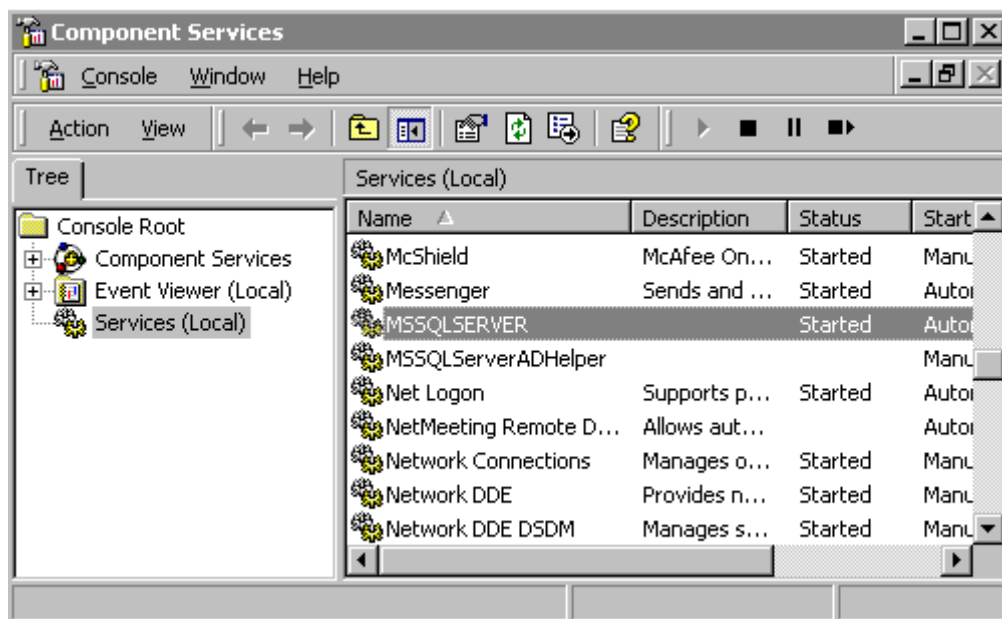 Component Services
Console Window Help
Action View
Tree
Services (Local)
Console Root
Component Services
Event Viewer (Local)
Services (Local)
Name Description Status Start
McShield McAfee On... Started Manu
Messenger Sends and ... Started Autor
MSSQLSERVER Started Autor
MSSQLServerADHelper Manu
Net Logon Supports p... Started Autor
NetMeeting Remote D... Allows aut... Autor
Network Connections Manages o... Started Manu
Network DDE Provides n... Started Manu
Network DDE DSDM Manages s... Started Manu